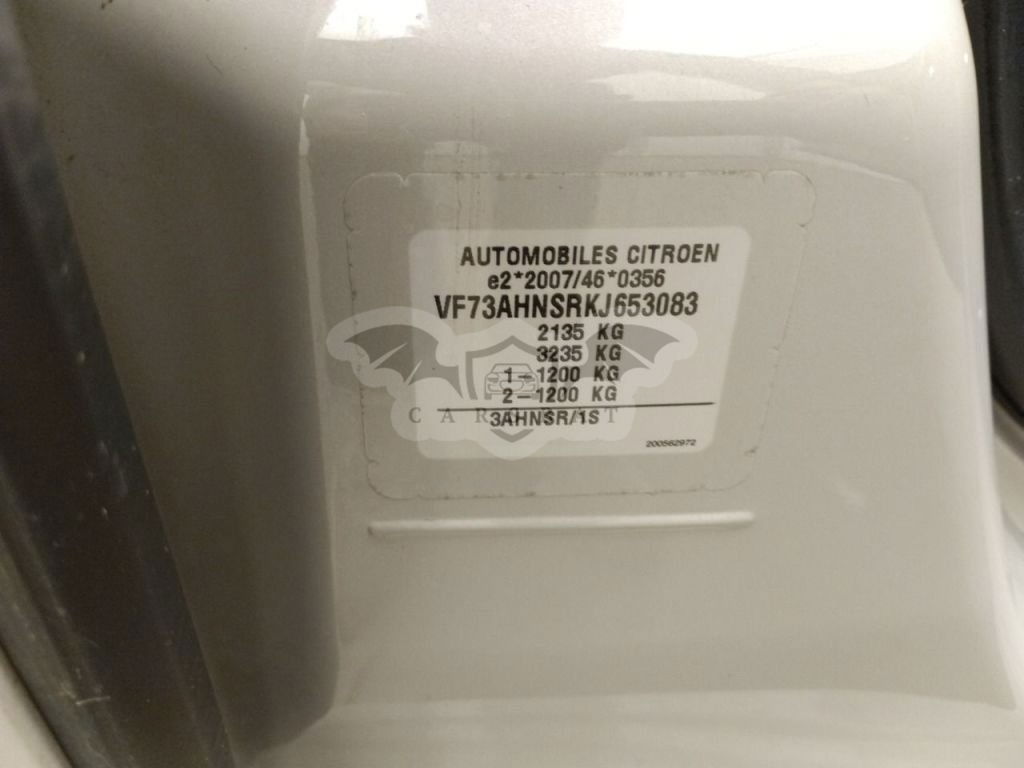 AUTOMOBILES CITROEN
e2*2007/46*0356
VF73AHNSRKJ653083
2135 KG
3235 KG
1-1200 KG
2-1200 KG
3AHNSR/1S
200562972